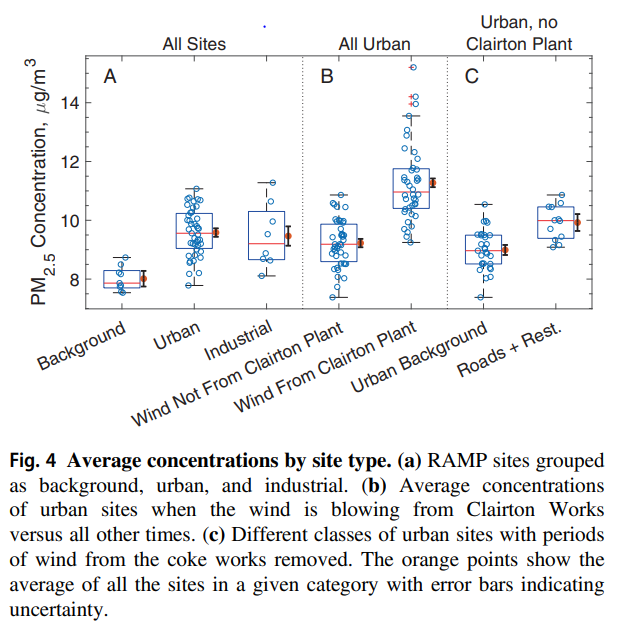 Urban, no
All Sites
All Urban
Clairton Plant
A
B
C
PM2.5 Concentration, μg/m3
14
12
10
8
Background
Urban
Industrial
Wind Not From Clairton Plant
Wind From Clairton Plant
Urban Background
Roads + Rest.
Fig. 4 Average concentrations by site type. (a) RAMP sites grouped
as background, urban, and industrial. (b) Average concentrations
of urban sites when the wind is blowing from Clairton Works
versus all other times. (c) Different classes of urban sites with periods
of wind from the coke works removed. The orange points show the
average of all the sites in a given category with error bars indicating
uncertainty.